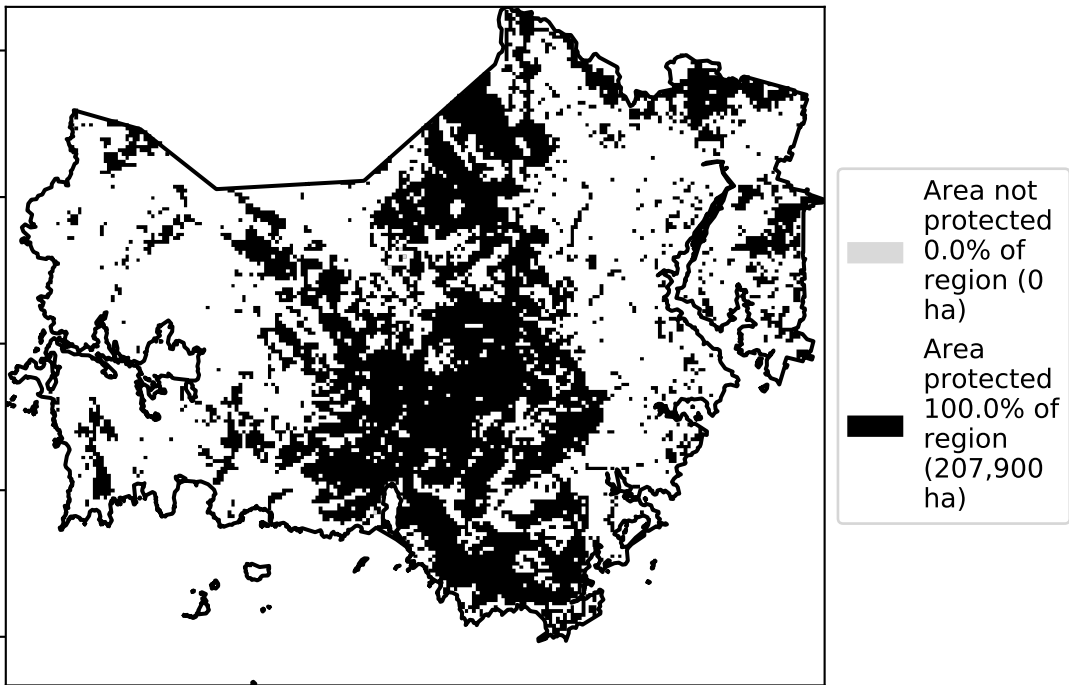 Area not
protected
0.0% of
region (0
ha)
Area
protected
100.0% of
region
(207,900
ha)